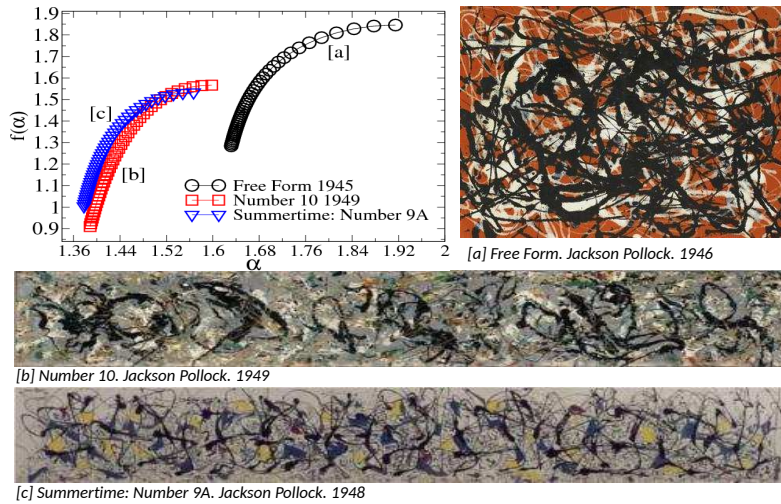 1.9
1.8
1.7
1.6
1.5
1.4
1.3
1.2
1.1
1
0.9
f(α)
[a]
[c]
[b]
Free Form 1945
Number 10 1949
Summertime: Number 9A
1.36 1.44 1.52 1.6 1.68 1.76 1.84 1.92 2
α
[a] Free Form. Jackson Pollock. 1946
[b] Number 10. Jackson Pollock. 1949
[c] Summertime: Number 9A. Jackson Pollock. 1948